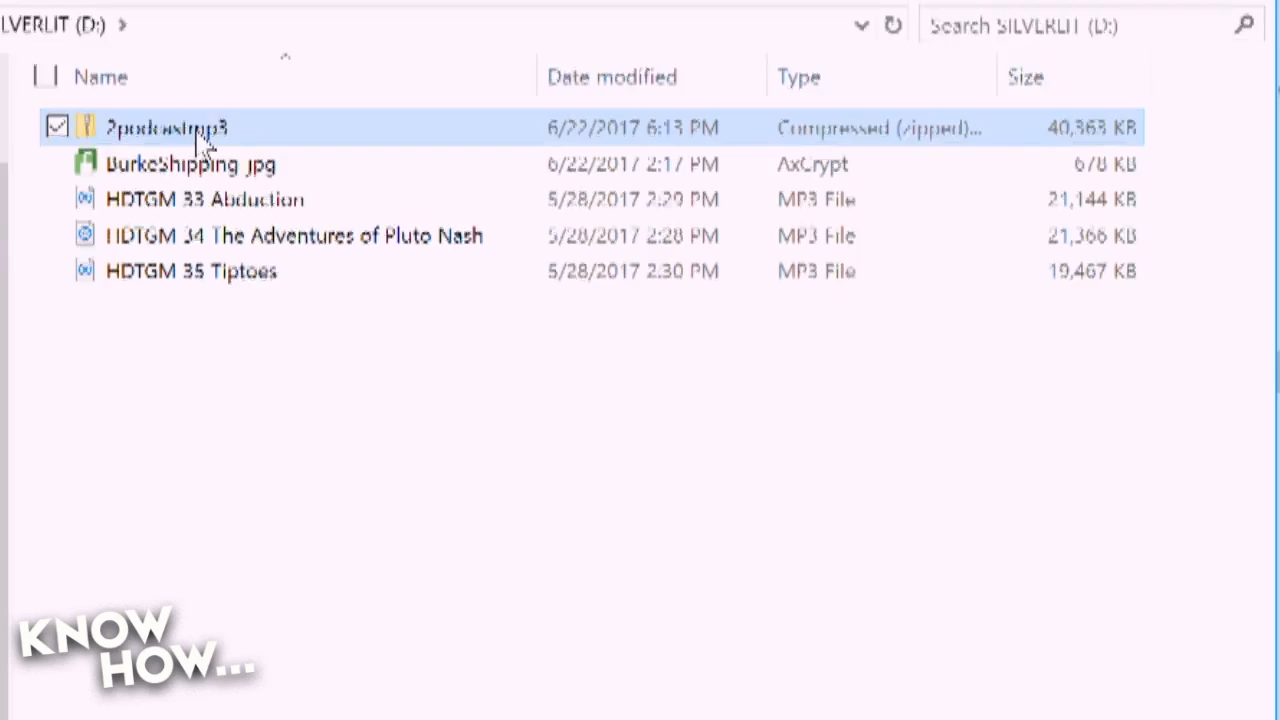 LVERLIT (D:)
Search SILVERLIT (D:)
Name Date modified Type Size
2podcastmp3 6/22/2017 6:13 PM Compressed (zipped)... 40,363 KB
BurkeShipping-jpg 6/22/2017 2:17 PM AxCrypt 678 KB
HDTGM 33 Abduction 5/28/2017 2:29 PM MP3 File 21,144 KB
HDTGM 34 The Adventures of Pluto Nash 5/28/2017 2:28 PM MP3 File 21,366 KB
HDTGM 35 Tiptoes 5/28/2017 2:30 PM MP3 File 19,467 KB
KNOW
HOW...